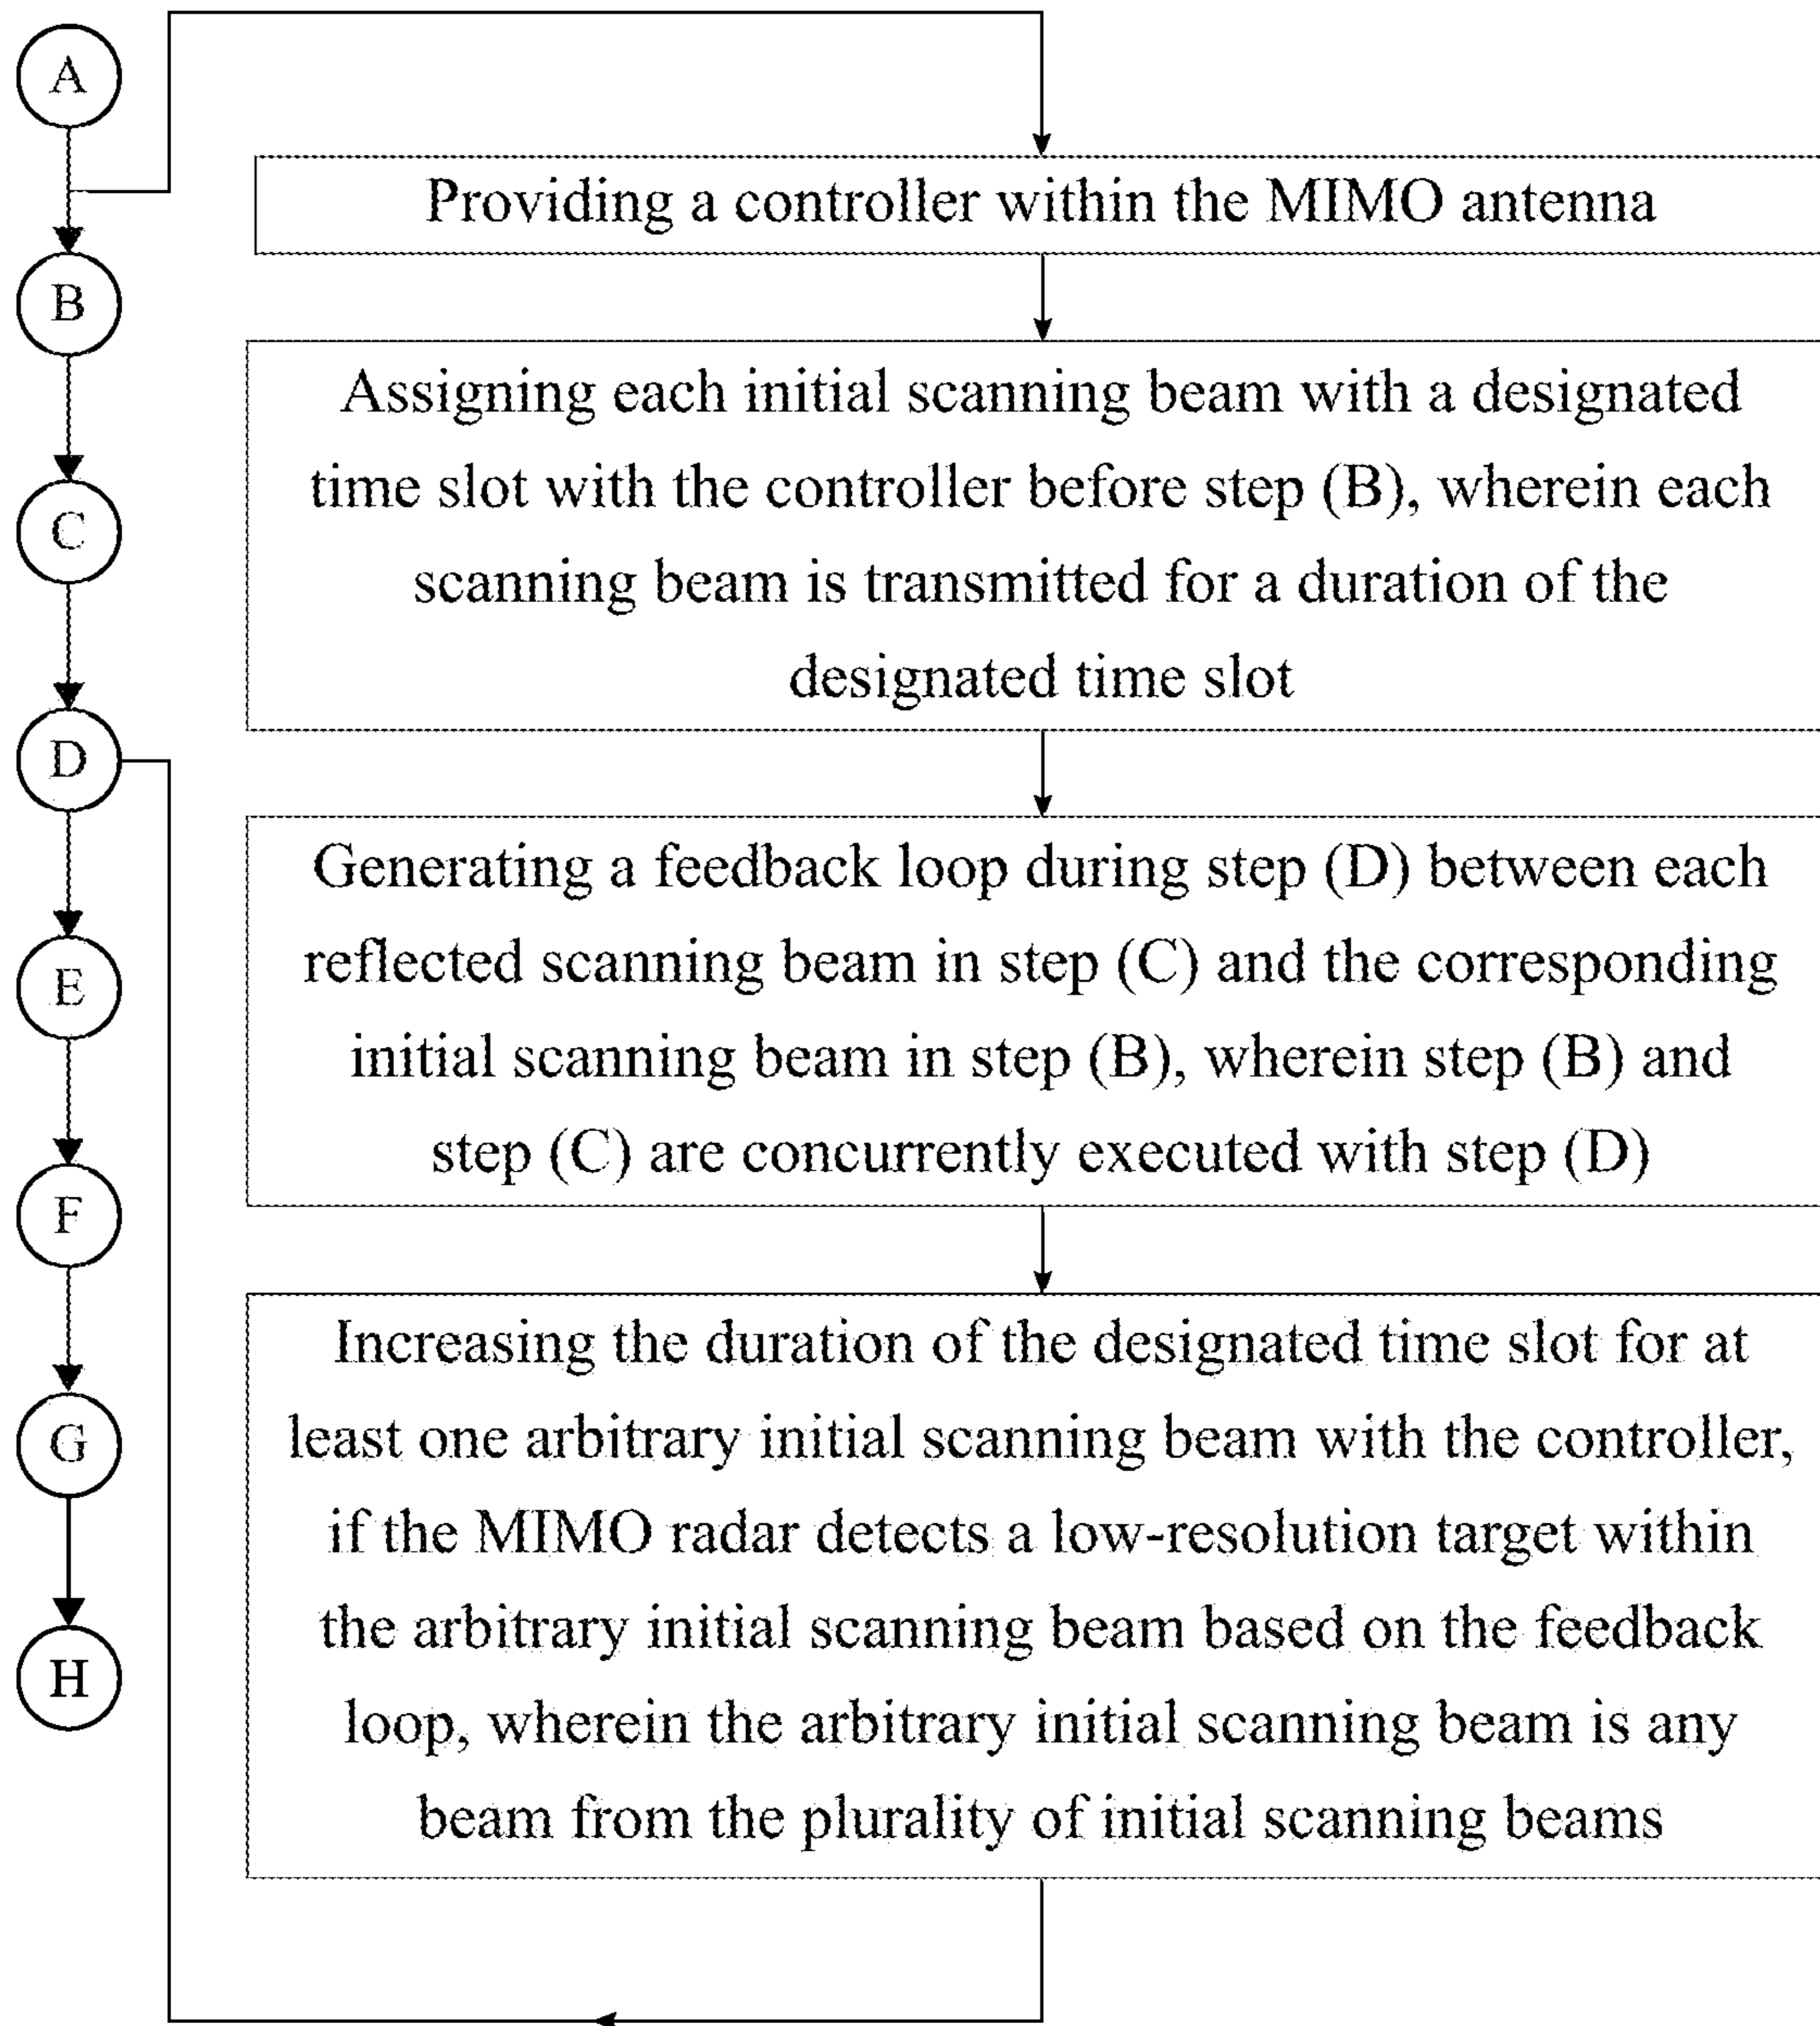 A
B
C
D
E
F
G
H
Providing a controller within the MIMO antenna
Assigning each initial scanning beam with a designated
time slot with the controller before step (B), wherein each
scanning beam is transmitted for a duration of the
designated time slot
Generating a feedback loop during step (D) between each
reflected scanning beam in step (C) and the corresponding
initial scanning beam in step (B), wherein step (B) and
step (C) are concurrently executed with step (D)
Increasing the duration of the designated time slot for at
least one arbitrary initial scanning beam with the controller,
if the MIMO radar detects a low-resolution target within
the arbitrary initial scanning beam based on the feedback
loop, wherein the arbitrary initial scanning beam is any
beam from the plurality of initial scanning beams